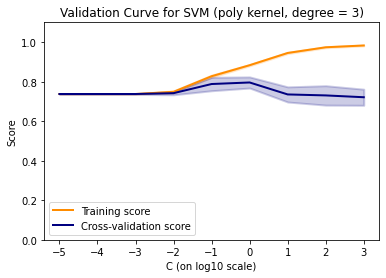 Validation Curve for SVM (poly kernel, degree = 3)
1.0
0.8
0.6
0.4
0.2
0.0
Score
Training score
Cross-validation score
−5 −4 −3 −2 −1 0 1 2 3
C (on log10 scale)